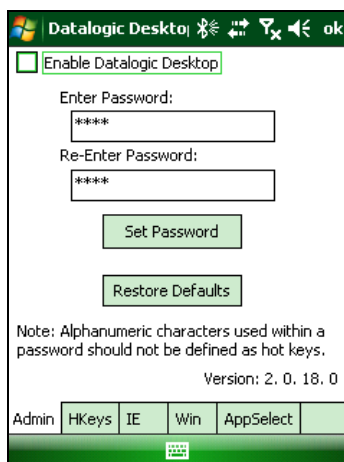 Datalogic Deskto ok
Enable Datalogic Desktop
Enter Password:
****
Re-Enter Password:
****
Set Password
Restore Defaults
Note: Alphanumeric characters used within a
password should not be defined as hot keys.
Version: 2. 0. 18. 0
Admin HKeys IE Win AppSelect